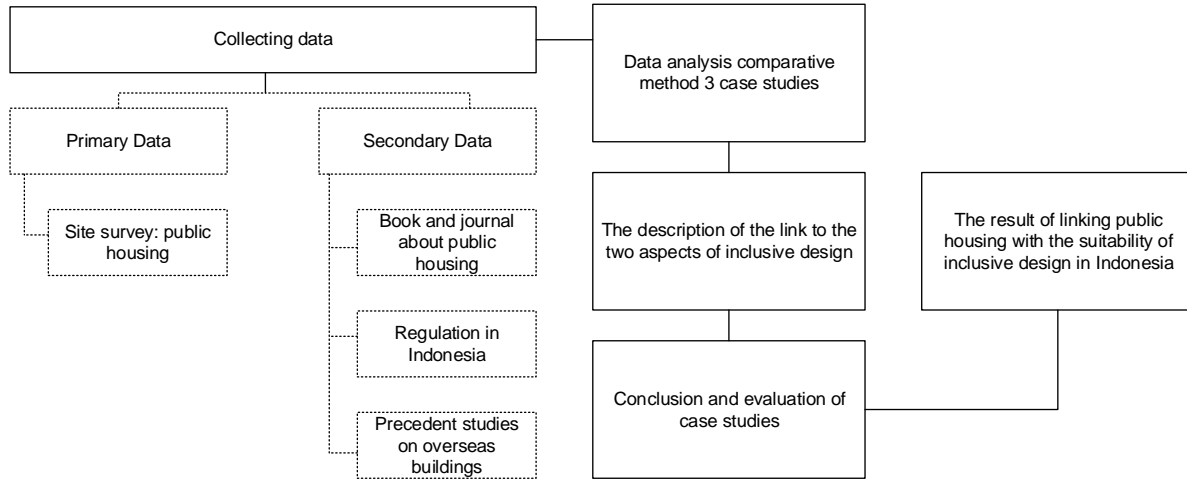 Collecting data
Primary Data
Site survey: public
housing
Secondary Data
Book and journal
about public
housing
Regulation in
Indonesia
Precedent studies
on overseas
buildings
Data analysis comparative
method 3 case studies
The description of the link to the
two aspects of inclusive design
Conclusion and evaluation of
case studies
The result of linking public
housing with the suitability of
inclusive design in Indonesia